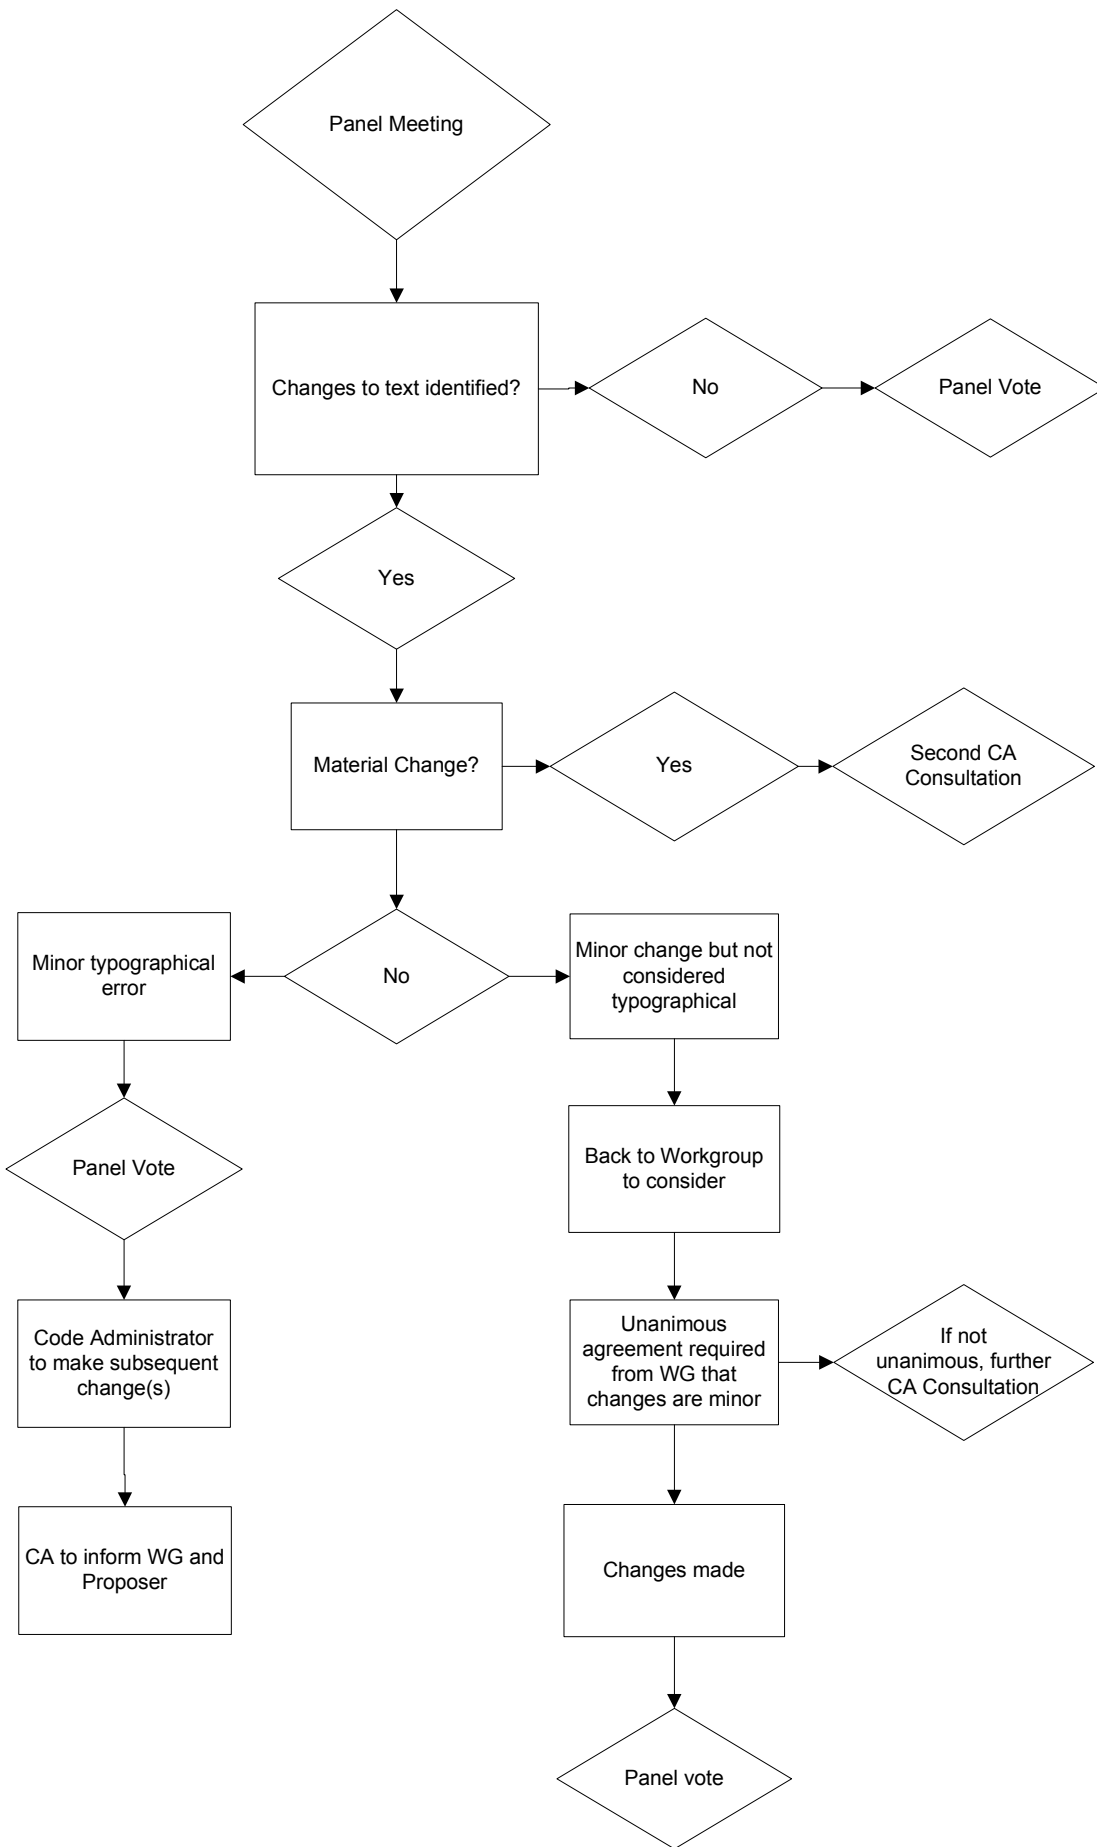 Panel Meeting
Changes to text identified?
No
Panel Vote
Yes
Material Change?
Yes
Second CA
Consultation
Minor typographical
error
No
Minor change but not
considered
typographical
Panel Vote
Back to Workgroup
to consider
Code Administrator
to make subsequent
change(s)
Unanimous
agreement required
from WG that
changes are minor
If not
unanimous, further
CA Consultation
CA to inform WG and
Proposer
Changes made
Panel vote